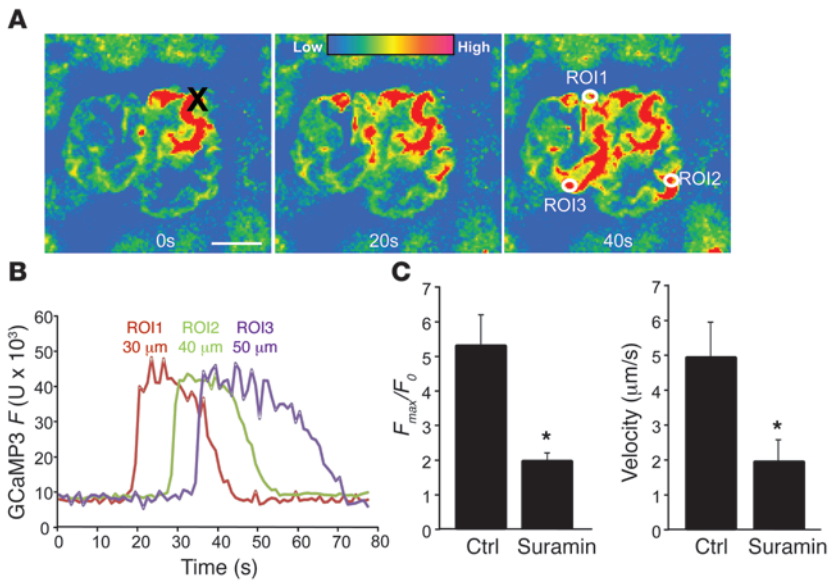 A
Low High
X
ROI1
ROI2
ROI3
0s 20s 40s
B
GCaMP3 F (U x 10³)
ROI1 ROI2 ROI3
30 μm 40 μm 50 μm
60
50
40
30
20
10
0
0 10 20 30 40 50 60 70 80
Time (s)
C
Fmax/F0
7
6
5
4
3
2
1
0
*
Ctrl Suramin
Velocity (μm/s)
7
6
5
4
3
2
1
0
*
Ctrl Suramin